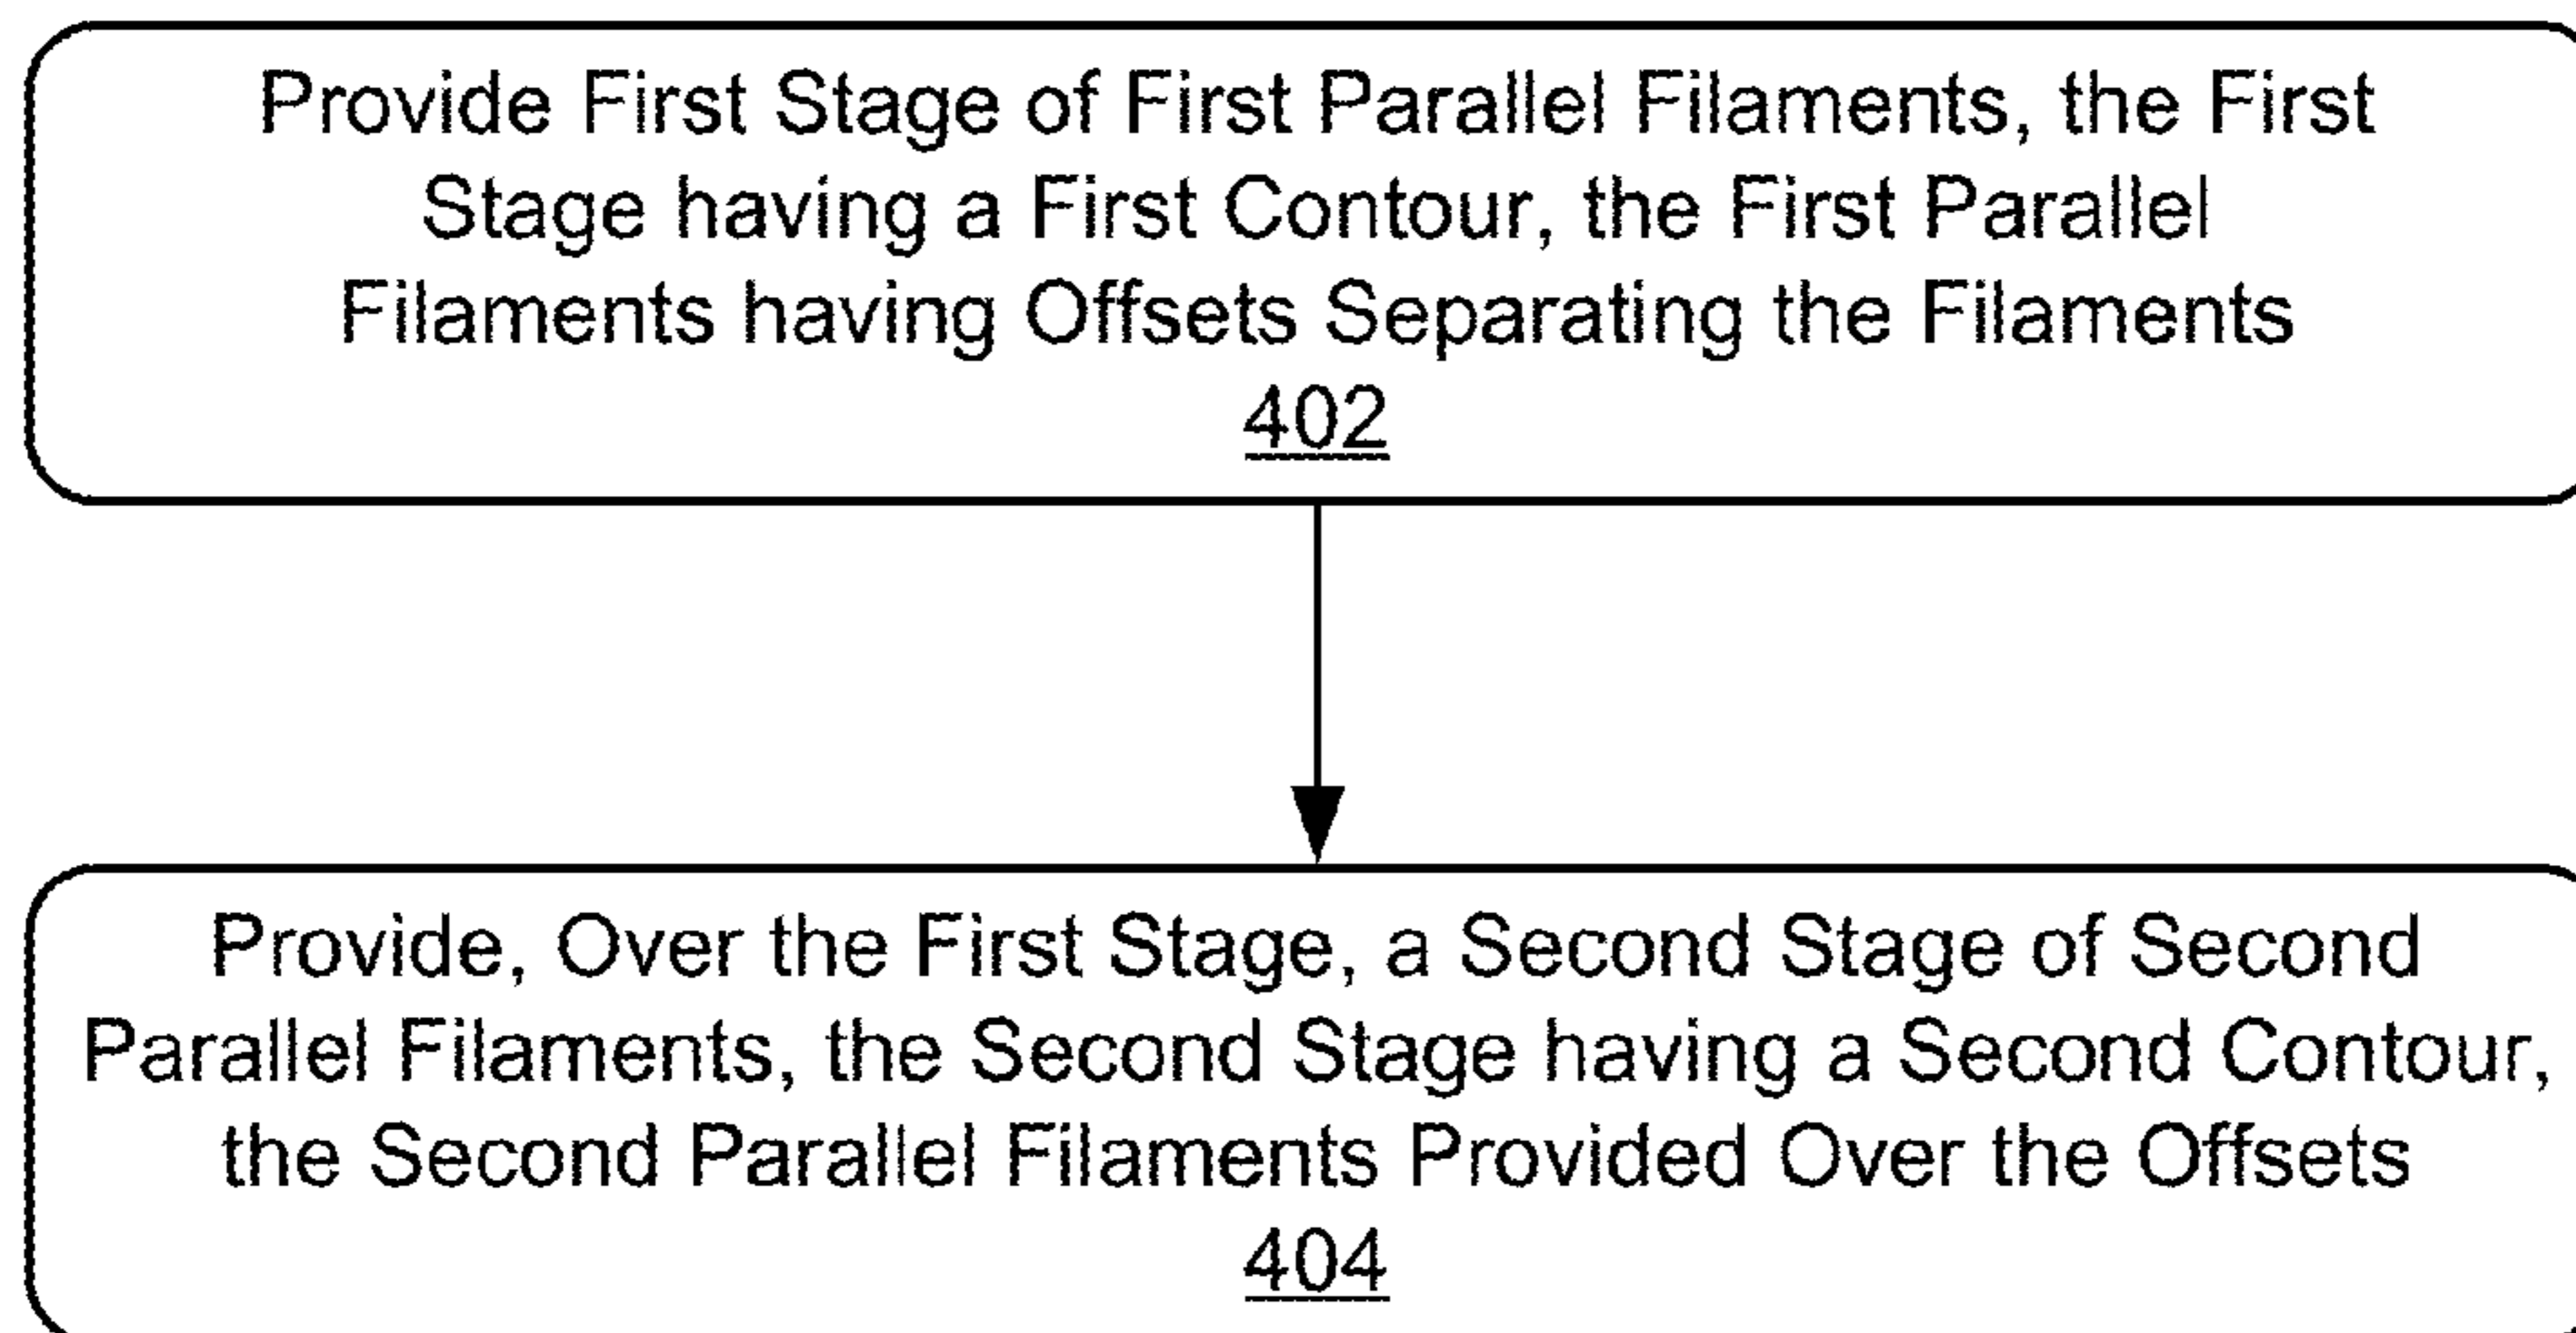 Provide First Stage of First Parallel Filaments, the First
Stage having a First Contour, the First Parallel
Filaments having Offsets Separating the Filaments
402
Provide, Over the First Stage, a Second Stage of Second
Parallel Filaments, the Second Stage having a Second Contour,
the Second Parallel Filaments Provided Over the Offsets
404